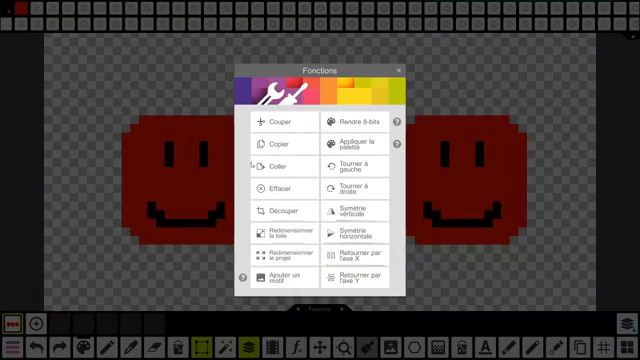 Fonctions
Couper
Rendre 8-bits
Copier
Appliquer la
palette
Coller
Tourner à
gauche
Effacer
Tourner à
droite
Découper
Symétrie
verticale
Redimensionner
la toile
Symétrie
horizontale
Redimensionner
le projet
Retourner par
l'axe X
Ajouter un
motif
Retourner par
l'axe Y